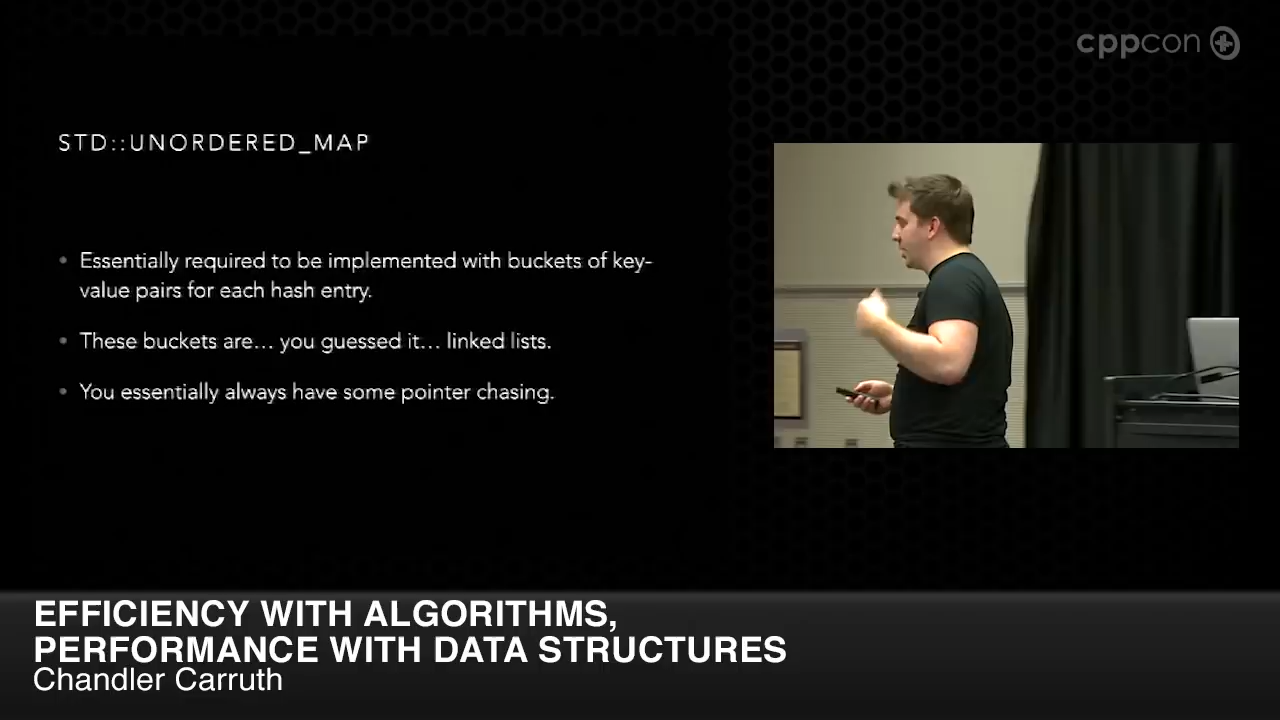 cppcon
STD::UNORDERED_MAP
• Essentially required to be implemented with buckets of key-
value pairs for each hash entry.
• These buckets are... you guessed it... linked lists.
• You essentially always have some pointer chasing.
EFFICIENCY WITH ALGORITHMS,
PERFORMANCE WITH DATA STRUCTURES
Chandler Carruth